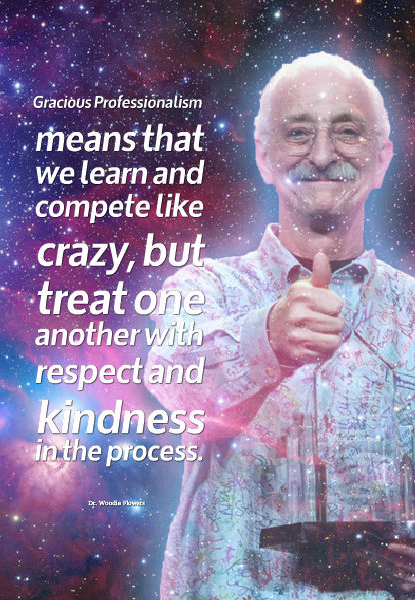 Gracious Professionalism
means that
we learn and
compete like
crazy, but
treat one
another with
respect and
kindness
in the process.
Dr. Woodie Flowers